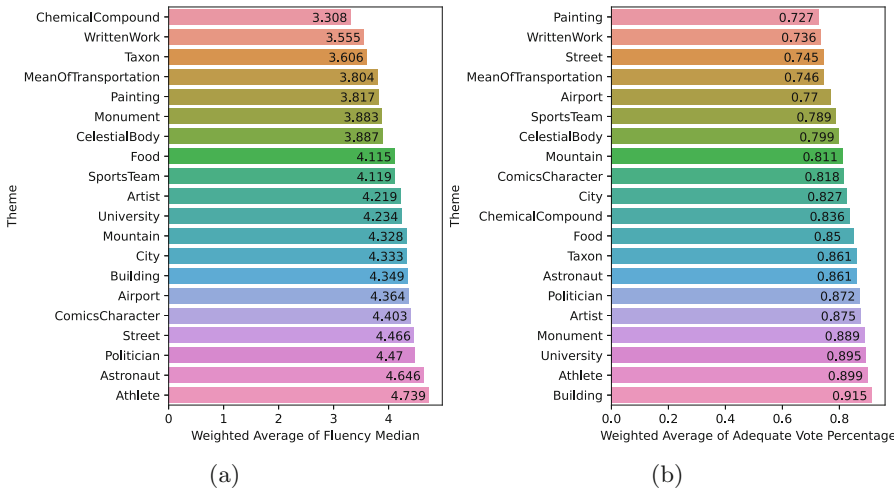 ChemicalCompound 3.308
WrittenWork 3.555
Taxon 3.606
MeanOfTransportation 3.804
Painting 3.817
Monument 3.883
CelestialBody 3.887
Food 4.115
SportsTeam 4.119
Artist 4.219
University 4.234
Mountain 4.328
City 4.333
Building 4.349
Airport 4.364
ComicsCharacter 4.403
Street 4.466
Politician 4.47
Astronaut 4.646
Athlete 4.739
Theme
0 1 2 3 4
Weighted Average of Fluency Median
(a)
Painting 0.727
WrittenWork 0.736
Street 0.745
MeanOfTransportation 0.746
Airport 0.77
SportsTeam 0.789
CelestialBody 0.799
Mountain 0.811
ComicsCharacter 0.818
City 0.827
ChemicalCompound 0.836
Food 0.85
Taxon 0.861
Astronaut 0.861
Politician 0.872
Artist 0.875
Monument 0.889
University 0.895
Athlete 0.899
Building 0.915
Theme
0.0 0.2 0.4 0.6 0.8
Weighted Average of Adequate Vote Percentage
(b)